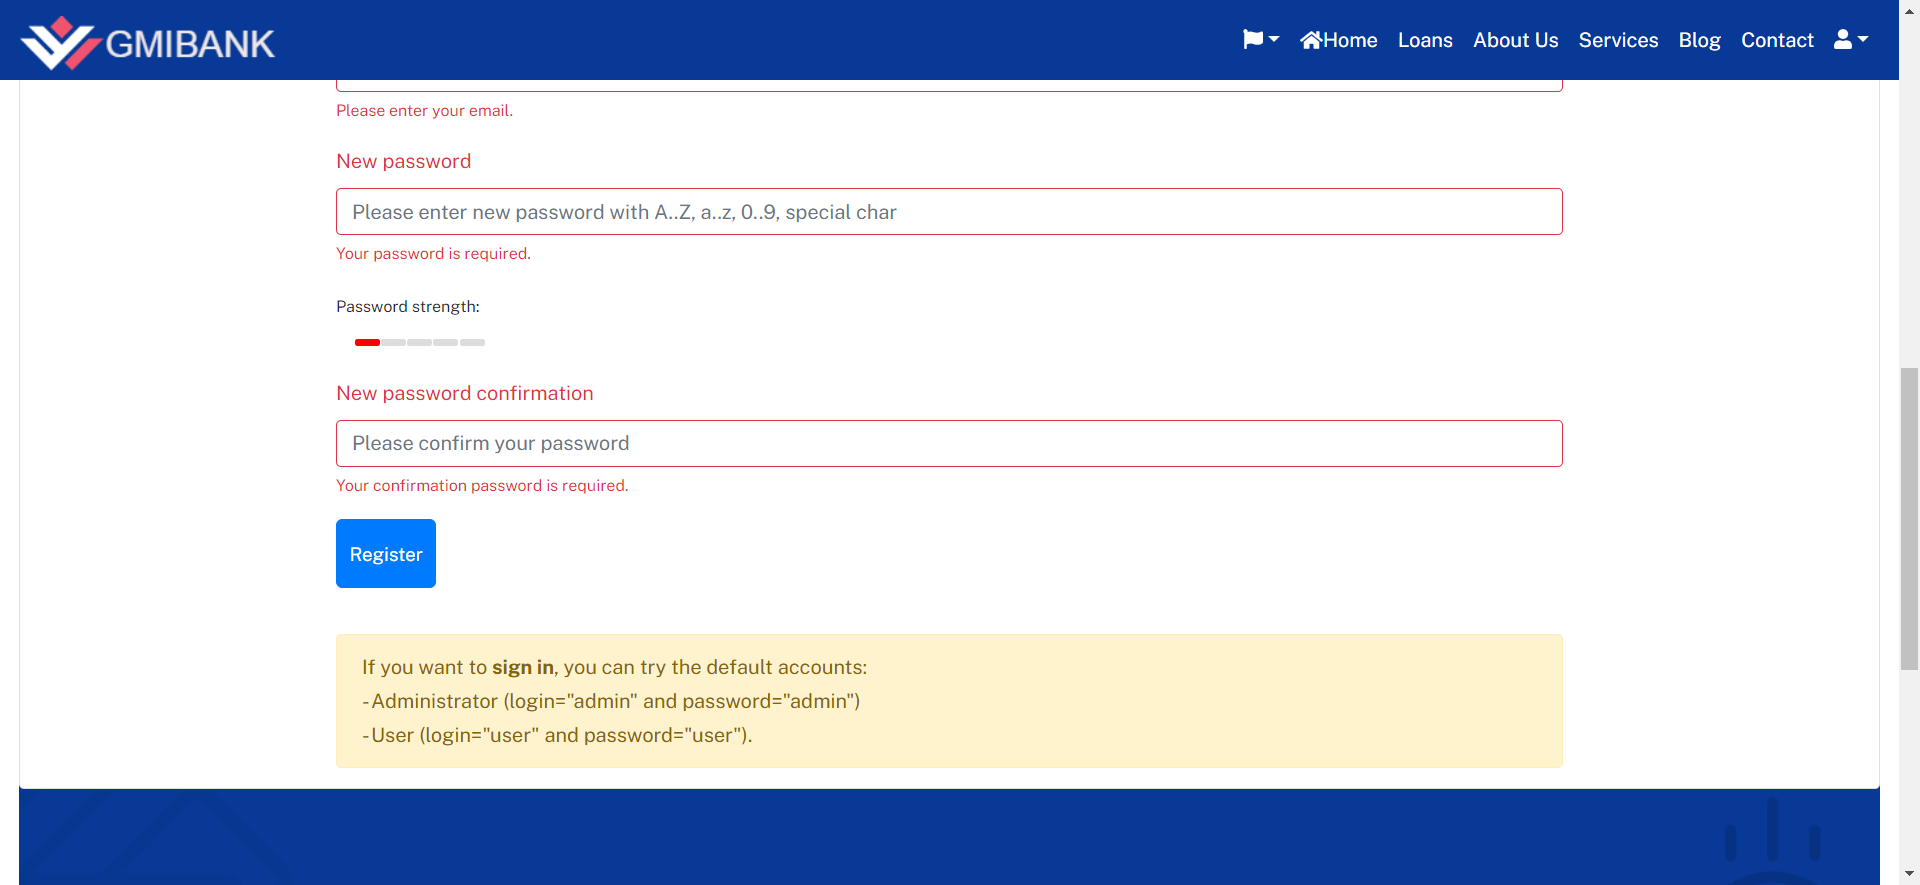 GMIBANK
Home Loans About Us Services Blog Contact
Please enter your email.
New password
Please enter new password with A..Z, a..z, 0..9, special char
Your password is required.
Password strength:
New password confirmation
Please confirm your password
Your confirmation password is required.
Register
If you want to sign in, you can try the default accounts:
- Administrator (login="admin" and password="admin")
- User (login="user" and password="user").